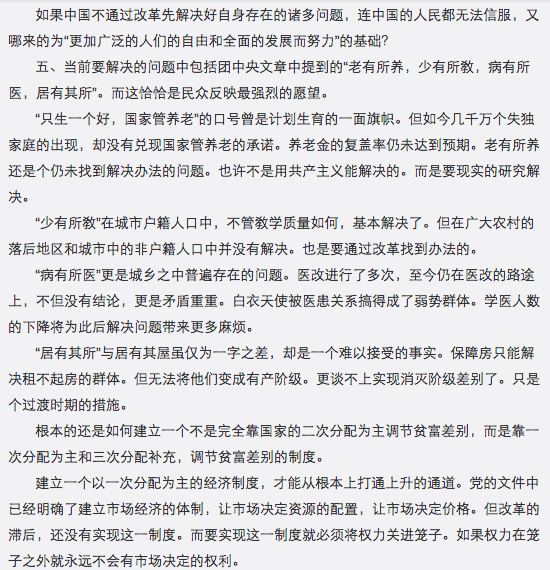 如果中国不通过改革先解决好自身存在的诸多问题，连中国的人民都无法信服，又
哪来的为“更加广泛的人们的自由和全面的发展而努力”的基础?
五、当前要解决的问题中包括团中央文章中提到的“老有所养，少有所教，病有所
医，居有其所”。而这恰恰是民众反映最强烈的愿望。
“只生一个好，国家管养老”的口号曾是计划生育的一面旗帜。但如今几千万个失独
家庭的出现，却没有兑现国家管养老的承诺。养老金的复盖率仍未达到预期。老有所养
还是个仍未找到解决办法的问题。也许不是用共产主义能解决的。而是要现实的研究解
决。
“少有所教”在城市户籍人口中，不管教学质量如何，基本解决了。但在广大农村的
落后地区和城市中的非户籍人口中并没有解决。也是要通过改革找到办法的。
“病有所医”更是城乡之中普遍存在的问题。医改进行了多次，至今仍在医改的路途
上，不但没有结论，更是矛盾重重。白衣天使被医患关系搞得成了弱势群体。学医人数
的下降将为此后解决问题带来更多麻烦。
“居有其所”与居有其屋虽仅为一字之差，却是一个难以接受的事实。保障房只能解
决租不起房的群体。但无法将他们变成有产阶级。更谈不上实现消灭阶级差别了。只是
个过渡时期的措施。
根本的还是如何建立一个不是完全靠国家的二次分配为主调节贫富差别，而是靠一
次分配为主和三次分配补充，调节贫富差别的制度。
建立一个以一次分配为主的经济制度，才能从根本上打通上升的通道。党的文件中
已经明确了建立市场经济的体制，让市场决定资源的配置，让市场决定价格。但改革的
滞后，还没有实现这一制度。而要实现这一制度就必须将权力关进笼子。如果权力在笼
子之外就永远不会有市场决定的权利。